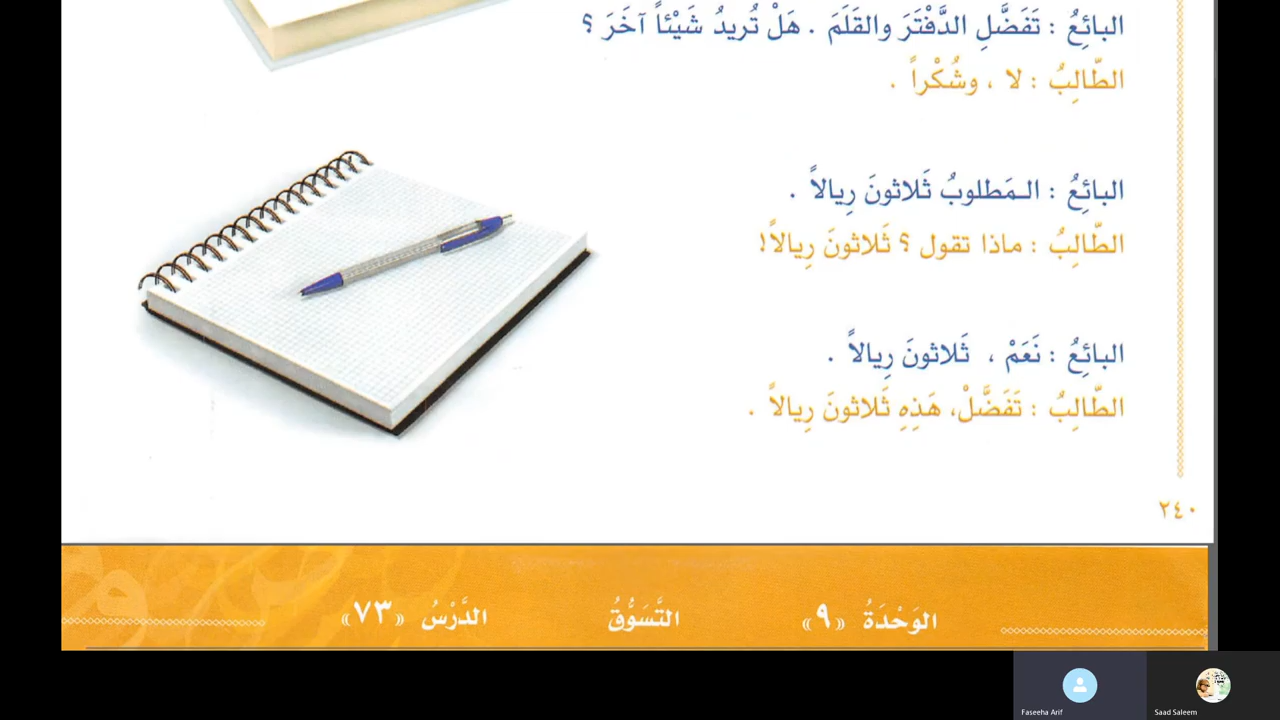 البائِعُ : تَفَضَّلِ الدَّفْتَرَ والقَلَمَ . هَلْ تُريدُ شَيْئاً آخَرَ ؟
الطّالِبُ : لا ، وشُكْراً .
البائِعُ : الـمَطلوبُ ثَلاثونَ رِيالاً .
الطّالِبُ : ماذا تقول ؟ ثَلاثونَ رِيالاً!
البائِعُ : نَعَمْ ، ثَلاثونَ رِيالاً .
الطّالِبُ : تَفَضَّلْ، هَذِهِ ثَلاثونَ رِيالاً .
٢٤٠
الوَحْدَةُ «٩» التَّسَوُّقُ الدَّرْسُ «٧٣»
Faseeha Arif
Saad Saleem